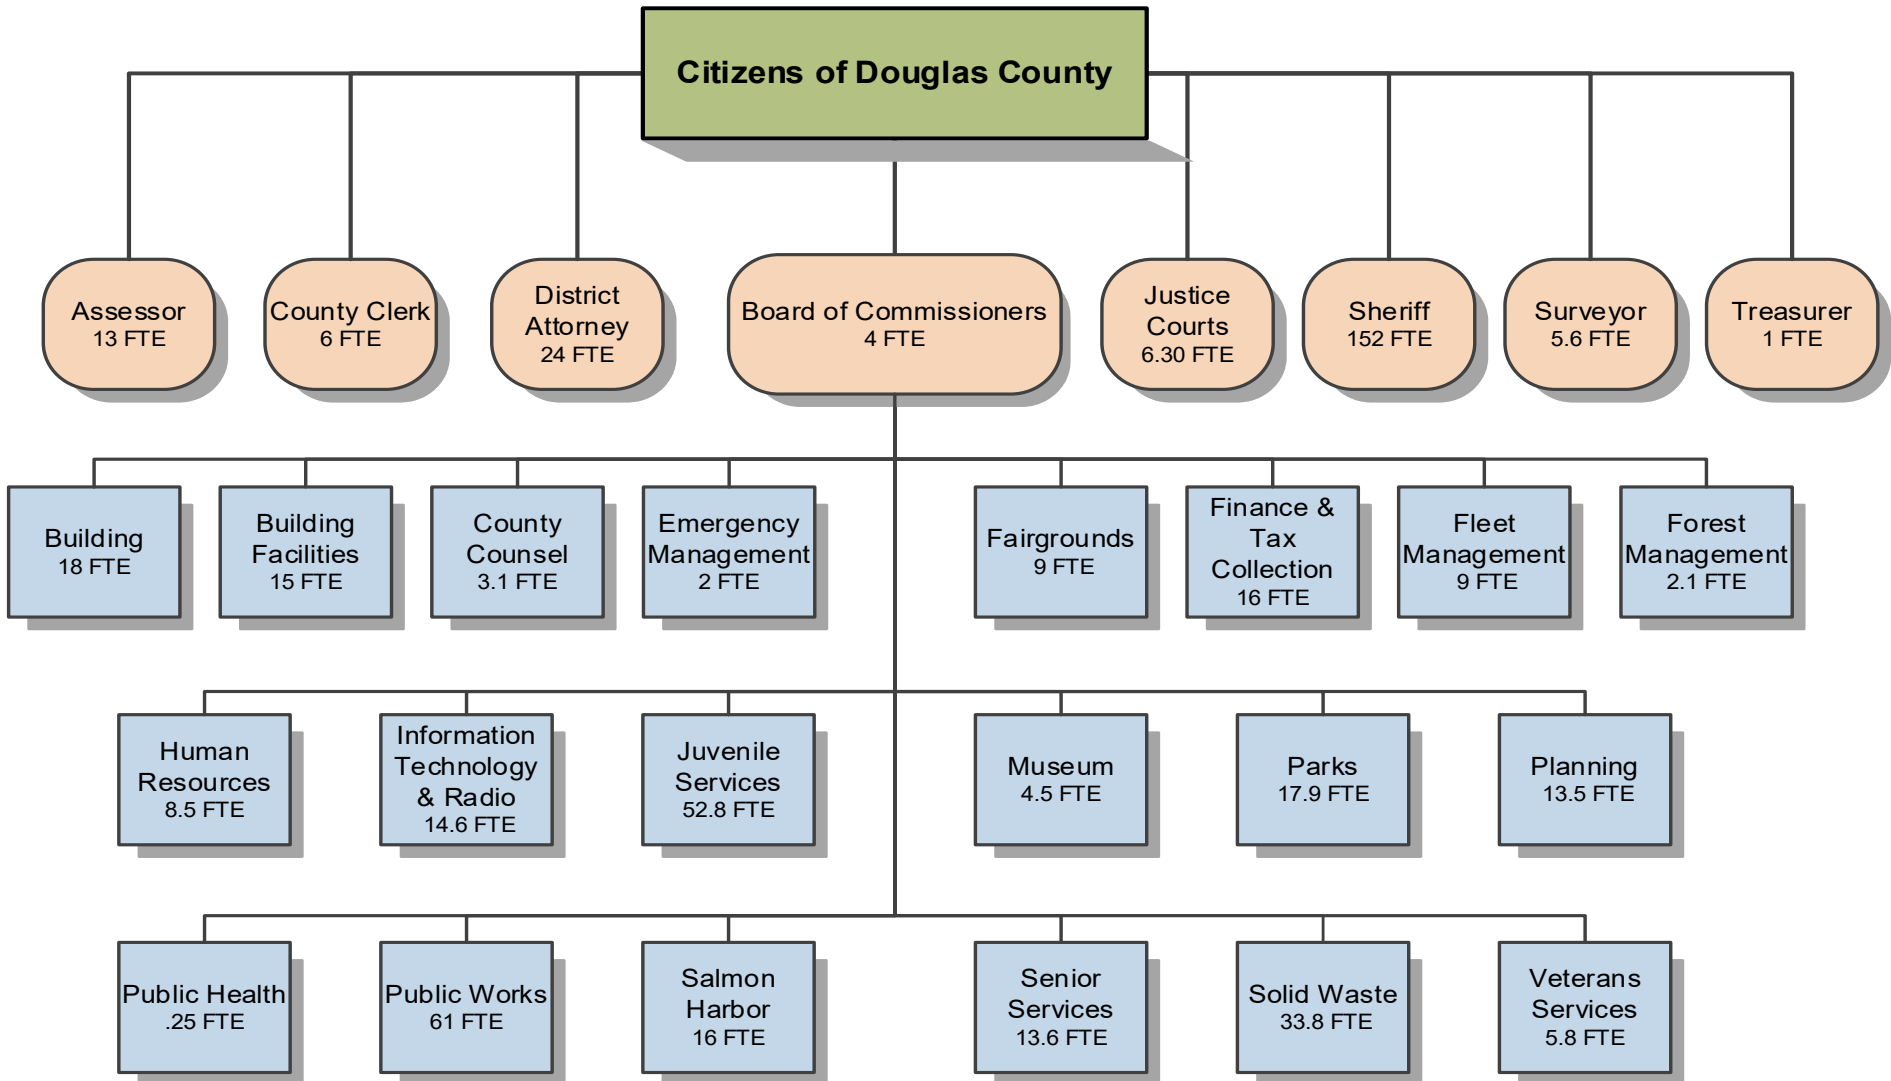 Citizens of Douglas County
Assessor
13 FTE
County Clerk
6 FTE
District
Attorney
24 FTE
Board of Commissioners
4 FTE
Justice
Courts
6.30 FTE
Sheriff
152 FTE
Surveyor
5.6 FTE
Treasurer
1 FTE
Building
18 FTE
Building
Facilities
15 FTE
County
Counsel
3.1 FTE
Emergency
Management
2 FTE
Fairgrounds
9 FTE
Finance &
Tax
Collection
16 FTE
Fleet
Management
9 FTE
Forest
Management
2.1 FTE
Human
Resources
8.5 FTE
Information
Technology
& Radio
14.6 FTE
Juvenile
Services
52.8 FTE
Museum
4.5 FTE
Parks
17.9 FTE
Planning
13.5 FTE
Public Health
.25 FTE
Public Works
61 FTE
Salmon
Harbor
16 FTE
Senior
Services
13.6 FTE
Solid Waste
33.8 FTE
Veterans
Services
5.8 FTE